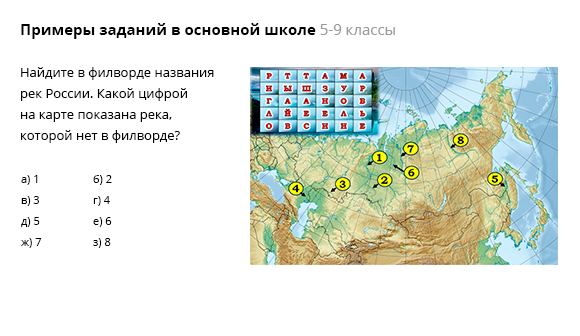 Примеры заданий в основной школе 5-9 классы
Найдите в филворде названия
рек России. Какой цифрой
на карте показана река,
которой нет в филворде?
а) 1 б) 2
в) 3 г) 4
д) 5 е) 6
ж) 7 з) 8
Р Т Т А М А
И Ы Ш З У Р
Г А А Н О Б
Л Й Е Е Л Ь
О В С И Н Е
8
7
1
6
2
3
4
5